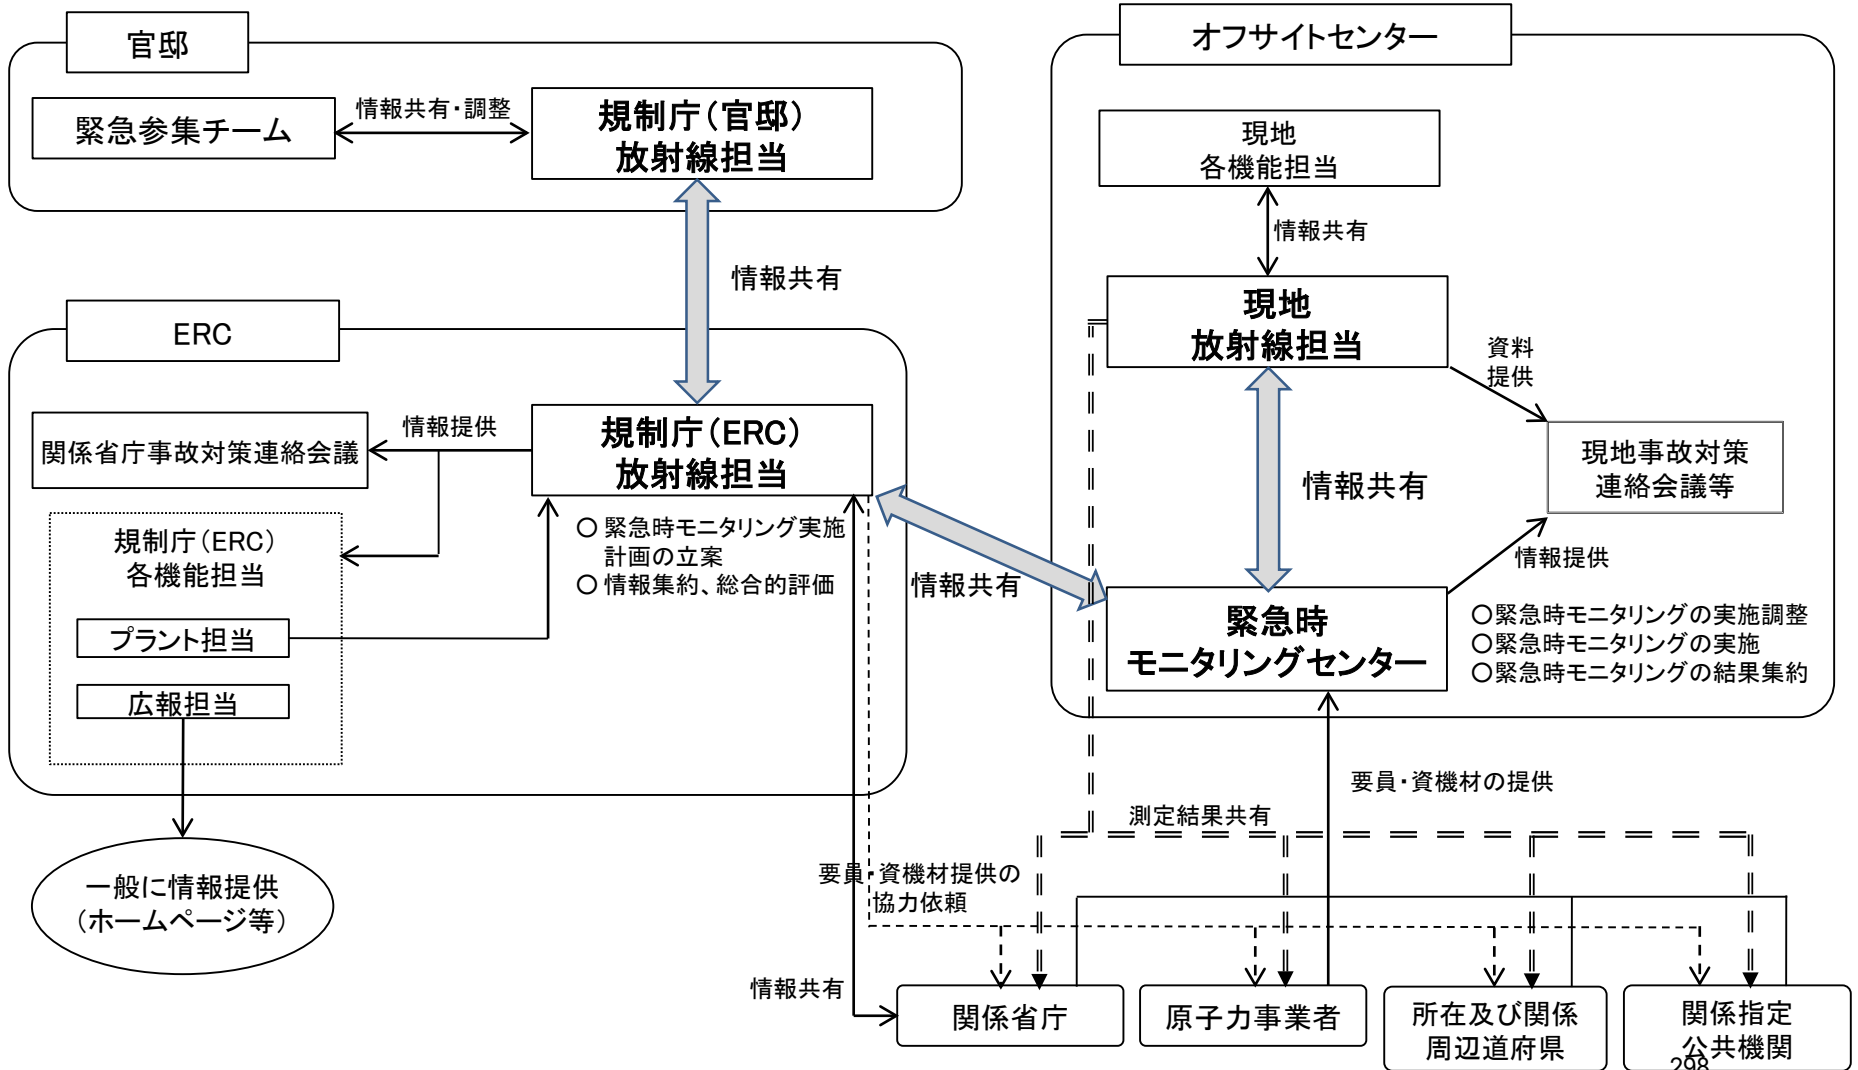 官邸
緊急参集チーム
情報共有・調整
規制庁（官邸）
放射線担当
情報共有
ERC
関係省庁事故対策連絡会議
情報提供
規制庁（ERC）
放射線担当
○ 緊急時モニタリング実施
計画の立案
○ 情報集約、総合的評価
規制庁（ERC）
各機能担当
プラント担当
広報担当
一般に情報提供
（ホームページ等）
情報共有
オフサイトセンター
現地
各機能担当
情報共有
現地
放射線担当
資料
提供
現地事故対策
連絡会議等
情報共有
情報提供
緊急時
モニタリングセンター
○緊急時モニタリングの実施調整
○緊急時モニタリングの実施
○緊急時モニタリングの結果集約
要員・資機材の提供
測定結果共有
要員・資機材提供の
協力依頼
情報共有
関係省庁
原子力事業者
所在及び関係
周辺道府県
関係指定
公共機関
298